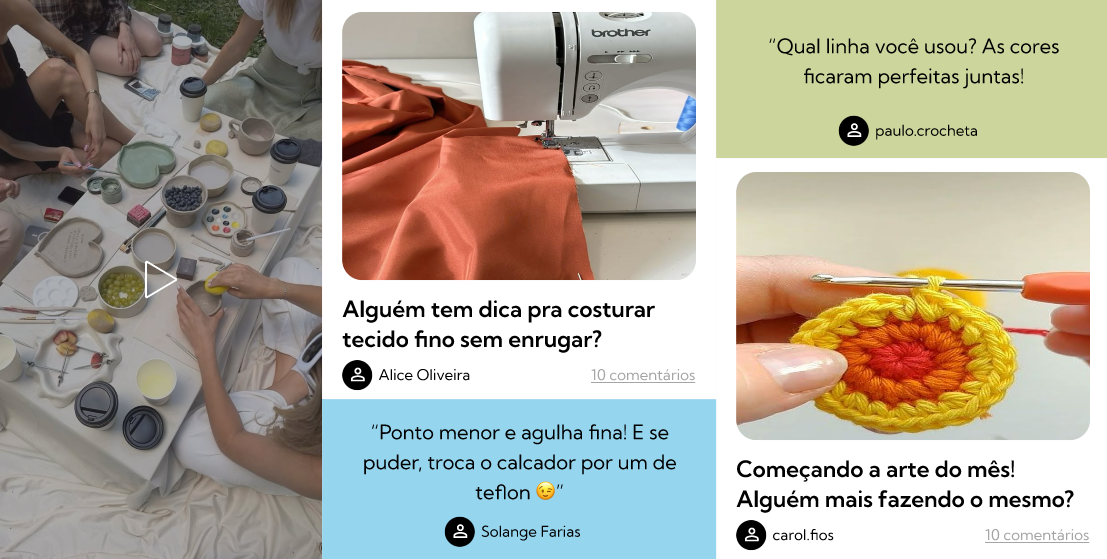 brother
Alguém tem dica pra costurar
tecido fino sem enrugar?
Alice Oliveira
10 comentários
“Ponto menor e agulha fina! E se
puder, troca o calcador por um de
teflon 😉”
Solange Farias
“Qual linha você usou? As cores
ficaram perfeitas juntas!
paulo.crocheta
Começando a arte do mês!
Alguém mais fazendo o mesmo?
carol.fios
10 comentários